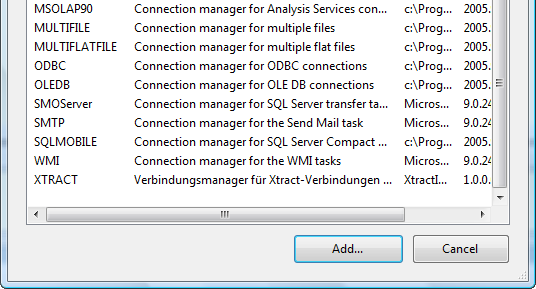 MSOLAP90 Connection manager for Analysis Services con... c:\Prog... 2005.
MULTIFILE Connection manager for multiple files c:\Prog... 2005.
MULTIFLATFILE Connection manager for multiple flat files c:\Prog... 2005.
ODBC Connection manager for ODBC connections c:\Prog... 2005.
OLEDB Connection manager for OLE DB connections c:\Prog... 2005.
SMOServer Connection manager for SQL Server transfer ta... Micros... 9.0.24
SMTP Connection manager for the Send Mail task Micros... 9.0.24
SQLMOBILE Connection manager for SQL Server Compact ... c:\Prog... 2005.
WMI Connection manager for the WMI tasks Micros... 9.0.24
XTRACT Verbindungsmanager für Xtract-Verbindungen ... XtractI... 1.0.0.
Add... Cancel